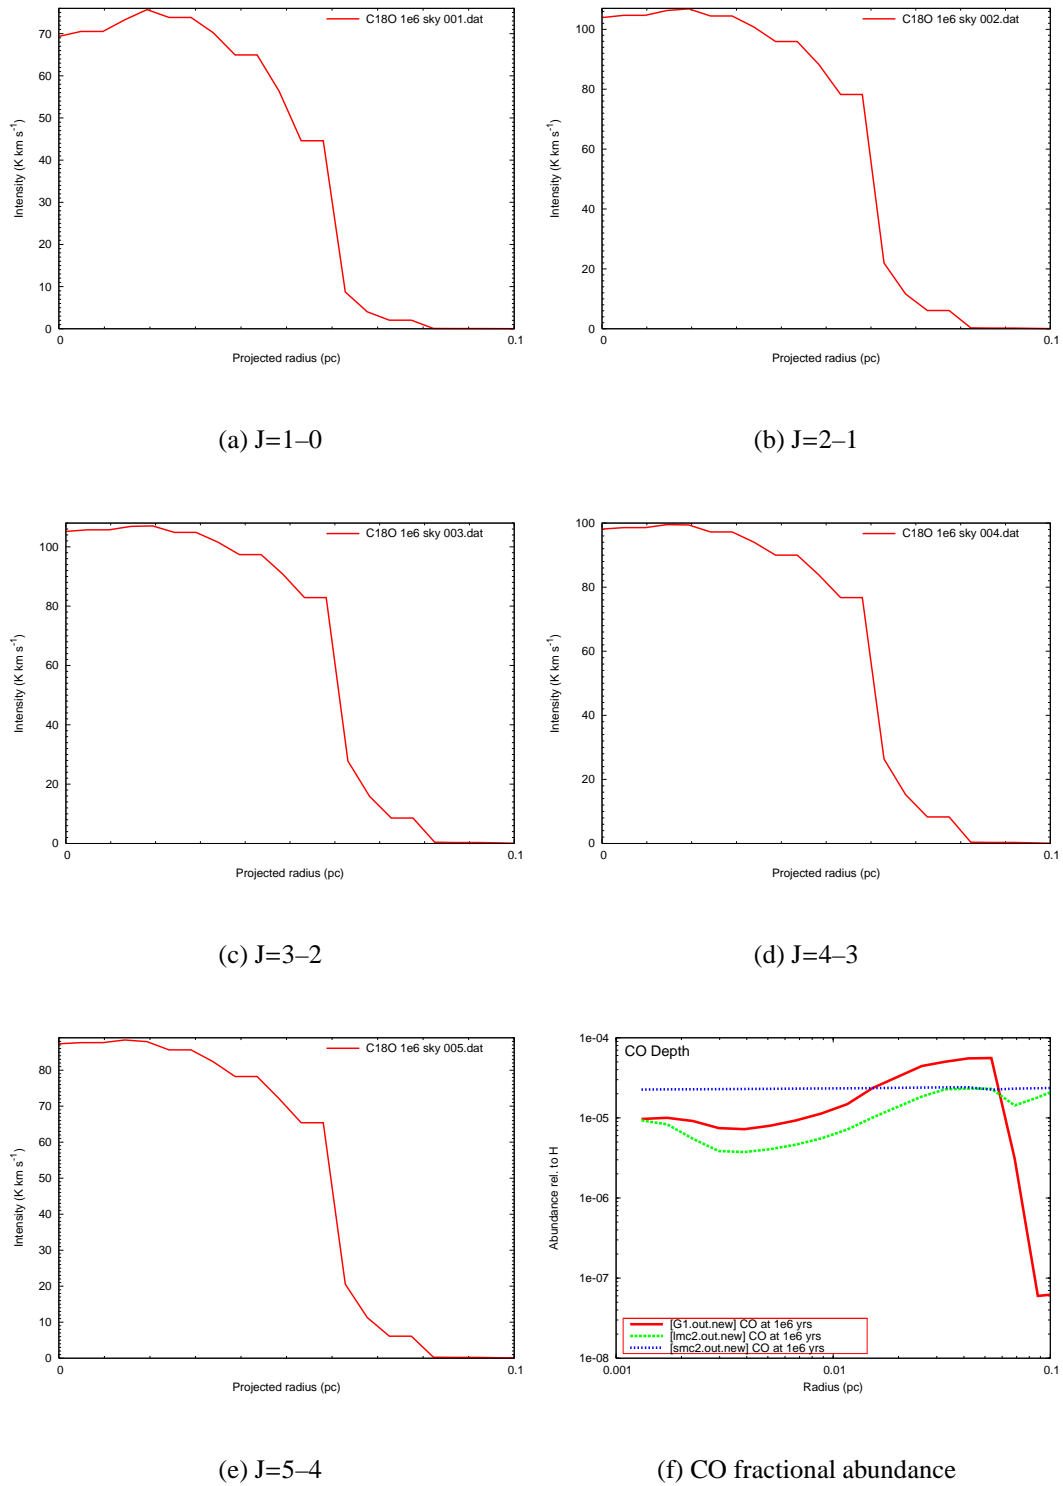 70
60
50
40
30
20
10
0
Intensity (K km s-1)
C18O 1e6 sky 001.dat
0
0.1
Projected radius (pc)
(a) J=1–0
100
80
60
40
20
0
Intensity (K km s-1)
C18O 1e6 sky 002.dat
0
0.1
Projected radius (pc)
(b) J=2–1
100
80
60
40
20
0
Intensity (K km s-1)
C18O 1e6 sky 003.dat
0
0.1
Projected radius (pc)
(c) J=3–2
100
80
60
40
20
0
Intensity (K km s-1)
C18O 1e6 sky 004.dat
0
0.1
Projected radius (pc)
(d) J=4–3
80
70
60
50
40
30
20
10
0
Intensity (K km s-1)
C18O 1e6 sky 005.dat
0
0.1
Projected radius (pc)
(e) J=5–4
1e-04
1e-05
1e-06
1e-07
1e-08
Abundance rel. to H
CO Depth
[G1.out.new] CO at 1e6 yrs
[lmc2.out.new] CO at 1e6 yrs
[smc2.out.new] CO at 1e6 yrs
0.001
0.01
0.1
Radius (pc)
(f) CO fractional abundance